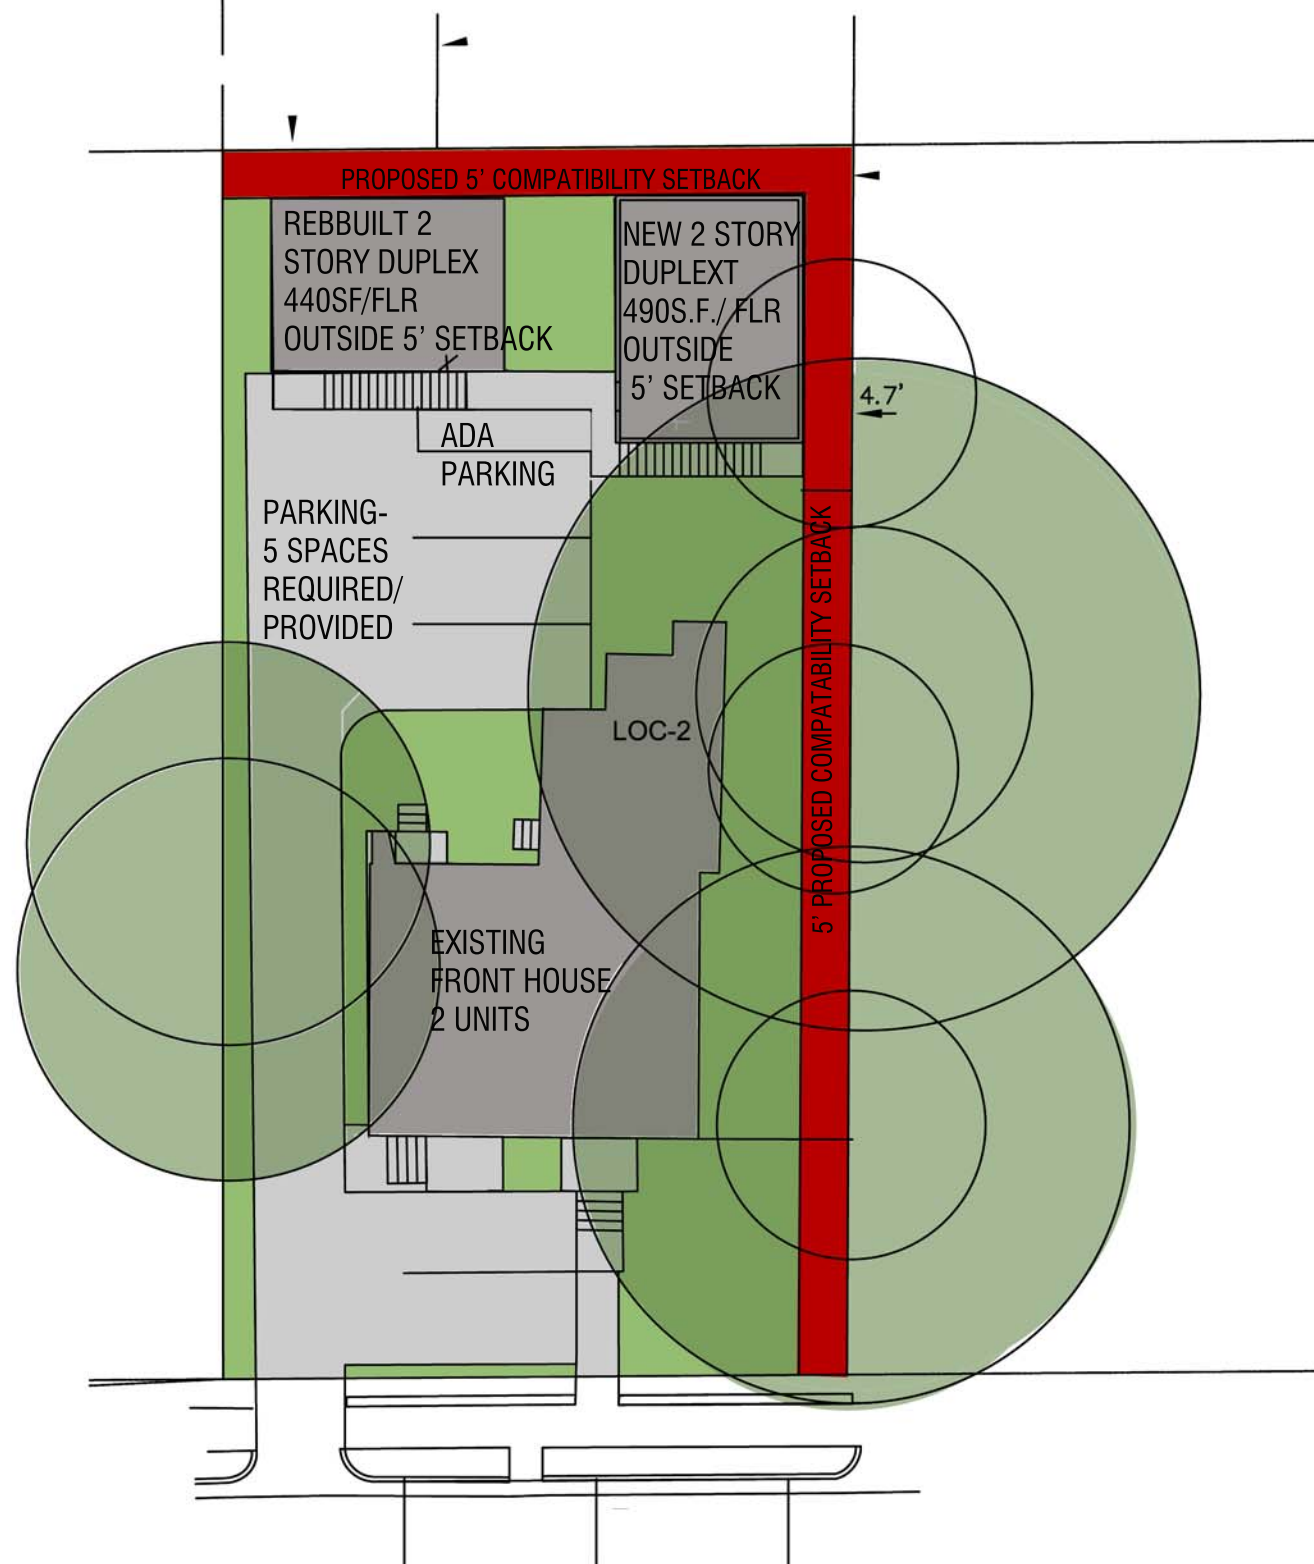 PROPOSED 5' COMPATIBILITY SETBACK
REBBUILT 2
STORY DUPLEX
440SF/FLR
OUTSIDE 5' SETBACK
NEW 2 STORY
DUPLEXT
490S.F./ FLR
OUTSIDE
5' SETBACK
4.7'
ADA
PARKING
PARKING-
5 SPACES
REQUIRED/
PROVIDED
5' PROPOSED COMPATABILITY SETBACK
LOC-2
EXISTING
FRONT HOUSE
2 UNITS